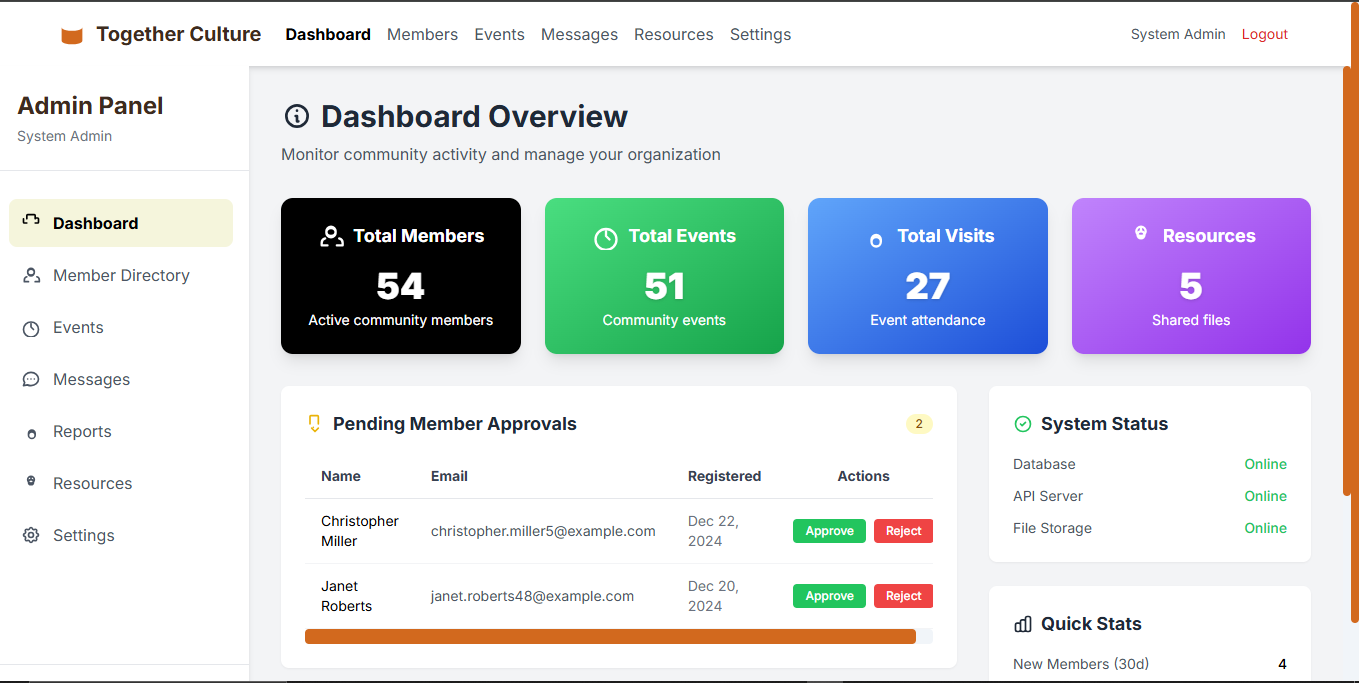 Together Culture Dashboard Members Events Messages Resources Settings System Admin Logout
Admin Panel
System Admin
Dashboard
Member Directory
Events
Messages
Reports
Resources
Settings
Dashboard Overview
Monitor community activity and manage your organization
Total Members
54
Active community members
Total Events
51
Community events
Total Visits
27
Event attendance
Resources
5
Shared files
Pending Member Approvals 2
Name Email Registered Actions
Christopher Miller christopher.miller5@example.com Dec 22, 2024 Approve Reject
Janet Roberts janet.roberts48@example.com Dec 20, 2024 Approve Reject
System Status
Database Online
API Server Online
File Storage Online
Quick Stats
New Members (30d) 4